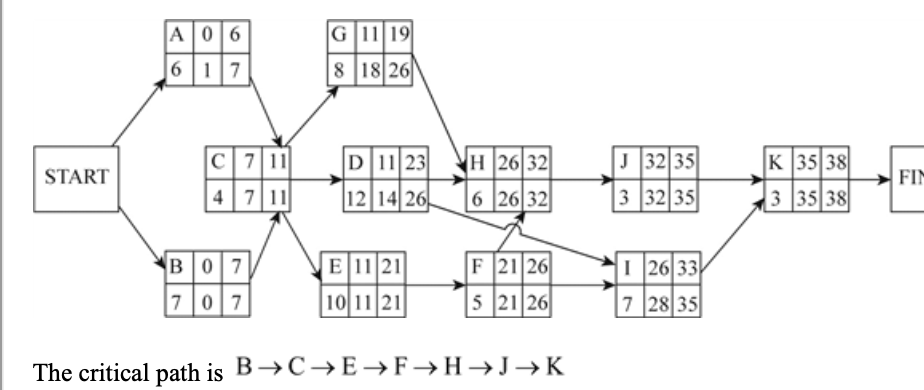 A 0 6
6 1 7
G 11 19
8 18 26
START
C 7 11
4 7 11
D 11 23
12 14 26
H 26 32
6 26 32
J 32 35
3 32 35
K 35 38
3 35 38
FIN
B 0 7
7 0 7
E 11 21
10 11 21
F 21 26
5 21 26
I 26 33
7 28 35
The critical path is B → C → E → F → H → J → K